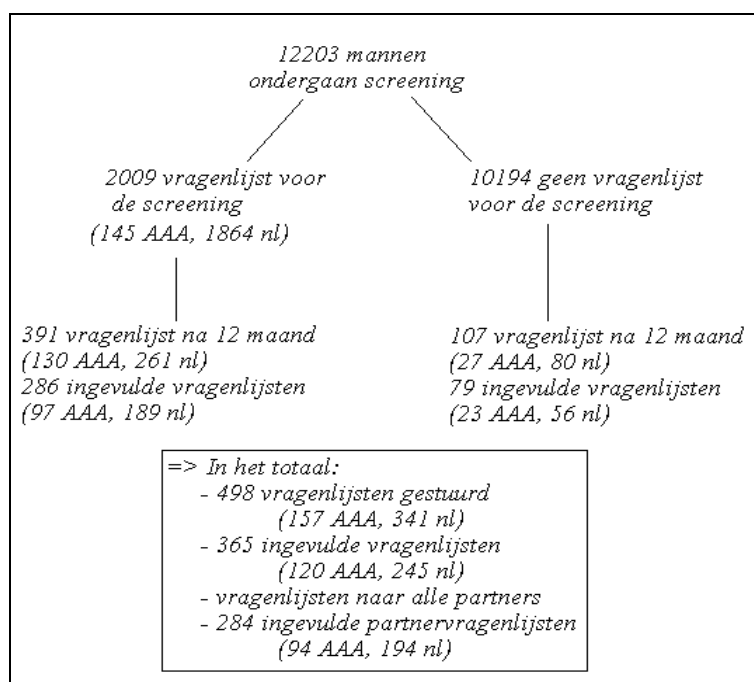 12203 mannen
ondergaan screening
2009 vragenlijst voor
de screening
(145 AAA, 1864 nl)
10194 geen vragenlijst
voor de screening
391 vragenlijst na 12 maand
(130 AAA, 261 nl)
286 ingevulde vragenlijsten
(97 AAA, 189 nl)
107 vragenlijst na 12 maand
(27 AAA, 80 nl)
79 ingevulde vragenlijsten
(23 AAA, 56 nl)
=> In het totaal:
- 498 vragenlijsten gestuurd
(157 AAA, 341 nl)
- 365 ingevulde vragenlijsten
(120 AAA, 245 nl)
- vragenlijsten naar alle partners
- 284 ingevulde partnervragenlijsten
(94 AAA, 194 nl)